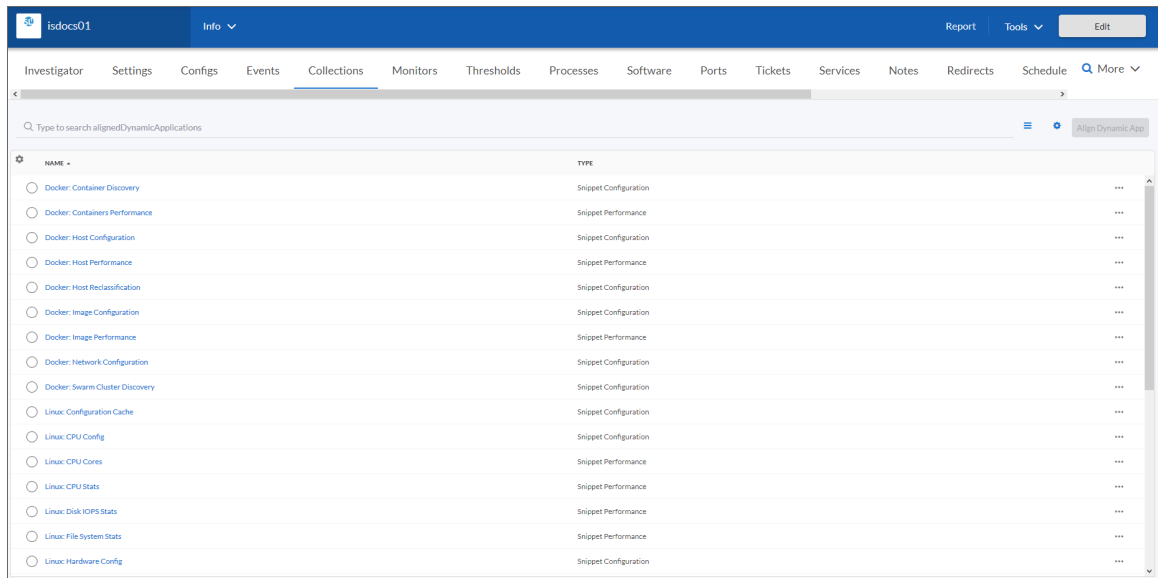 isdocs01 Info Report Tools Edit
Investigator Settings Configs Events Collections Monitors Thresholds Processes Software Ports Tickets Services Notes Redirects Schedule More
Type to search alignedDynamicApplications Align Dynamic App
NAME TYPE
Docker: Container Discovery Snippet Configuration
Docker: Containers Performance Snippet Performance
Docker: Host Configuration Snippet Configuration
Docker: Host Performance Snippet Performance
Docker: Host Reclassification Snippet Configuration
Docker: Image Configuration Snippet Configuration
Docker: Image Performance Snippet Performance
Docker: Network Configuration Snippet Configuration
Docker: Swarm Cluster Discovery Snippet Configuration
Linux: Configuration Cache Snippet Configuration
Linux: CPU Config Snippet Configuration
Linux: CPU Cores Snippet Performance
Linux: CPU Stats Snippet Performance
Linux: Disk IOPS Stats Snippet Performance
Linux: File System Stats Snippet Performance
Linux: Hardware Config Snippet Configuration